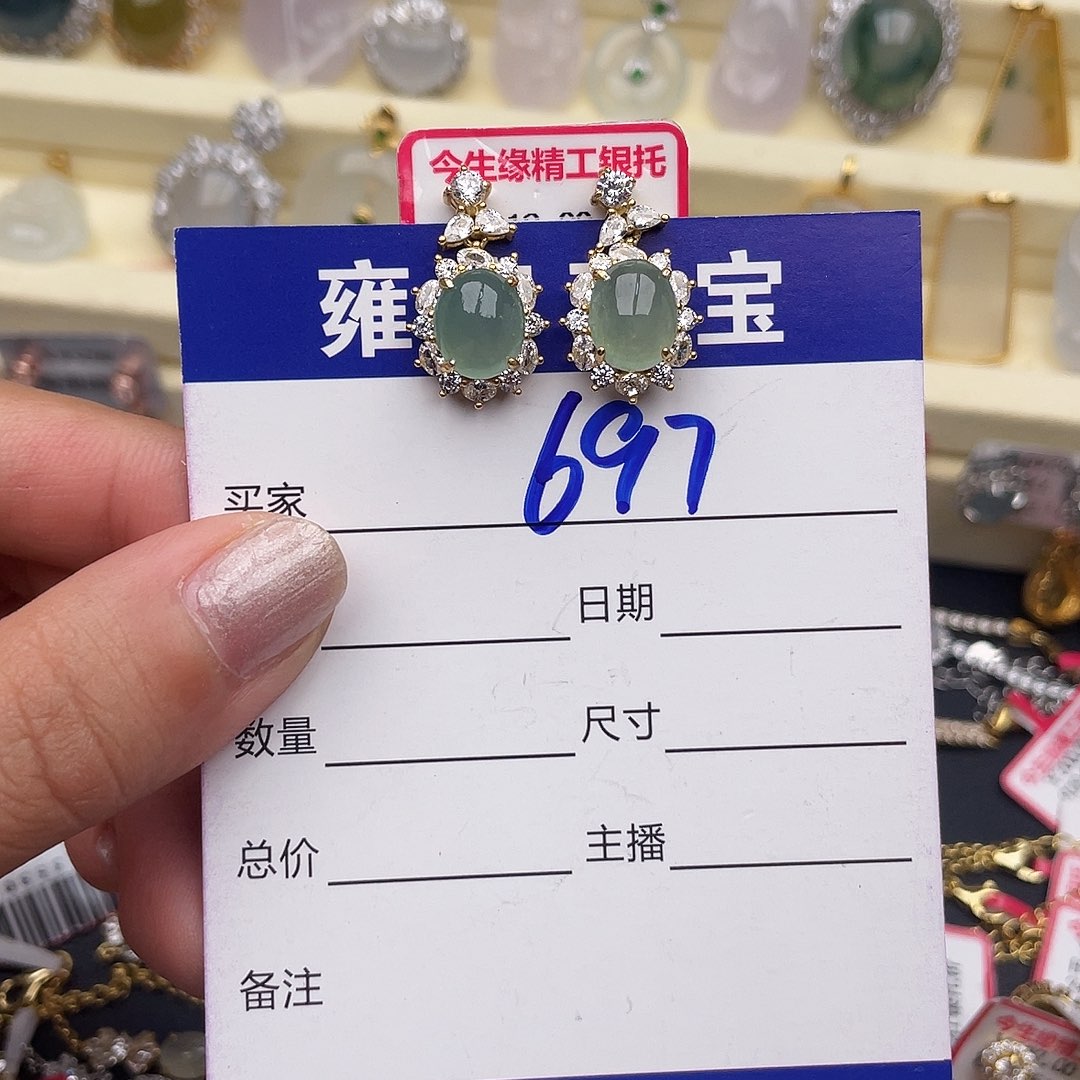 今生缘精工银托
雍 宝
697
买家
日期
数量 尺寸
总价 主播
备注